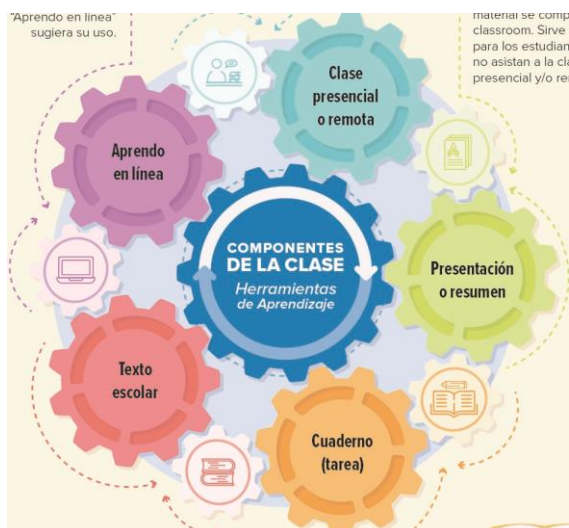 "Aprendo en línea"
sugiera su uso.
material se comp
classroom. Sirve
para los estudian
no asistan a la cla
presencial y/o re
Clase
presencial
o remota
Aprendo
en línea
COMPONENTES
DE LA CLASE
Herramientas
de Aprendizaje
Presentación
o resumen
Texto
escolar
Cuaderno
(tarea)